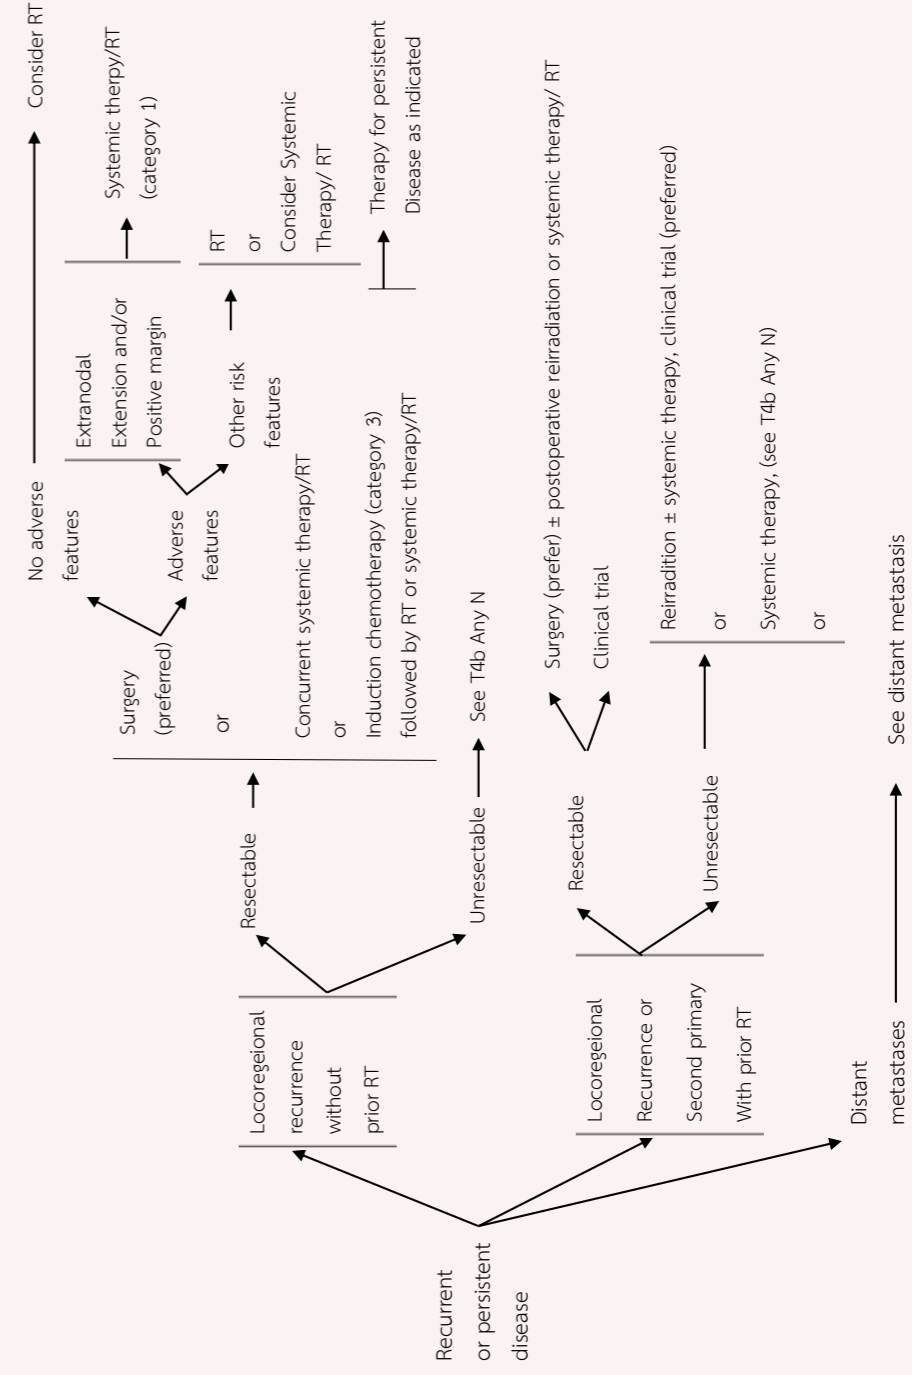 Recurrent
or persistent
disease
Locoregeional
recurrence
without
prior RT
Resectable
Surgery
(preferred)
or
Concurrent systemic therapy/RT
or
Induction chemotherapy (category 3)
followed by RT or systemic therapy/RT
No adverse
features
Consider RT
Adverse
features
Extranodal
Extension and/or
Positive margin
Systemic therpy/RT
(category 1)
Other risk
features
RT
or
Consider Systemic
Therapy/ RT
Therapy for persistent
Disease as indicated
Unresectable
See T4b Any N
Locoregeional
Recurrence or
Second primary
With prior RT
Resectable
Surgery (prefer) ± postoperative reirradiation or systemic therapy/ RT
Clinical trial
Unresectable
Reirradition ± systemic therapy, clinical trial (preferred)
or
Systemic therapy, (see T4b Any N)
or
Distant
metastases
See distant metastasis